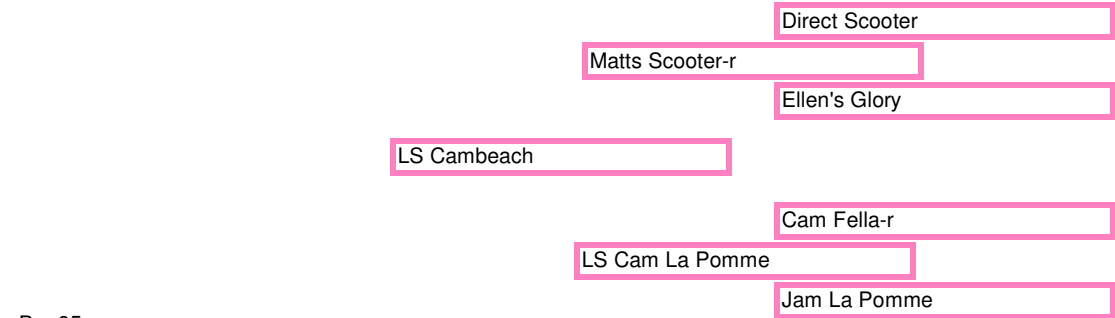 Direct Scooter
Matts Scooter-r
Ellen's Glory
LS Cambeach
Cam Fella-r
LS Cam La Pomme
Jam La Pomme